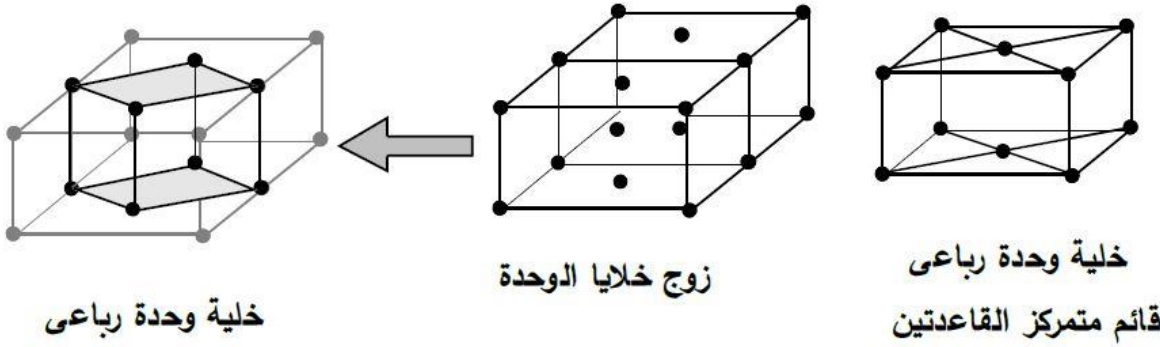 خلية وحدة رباعى
قائم متمركز القاعدتين
زوج خلايا الوحدة
خلية وحدة رباعى